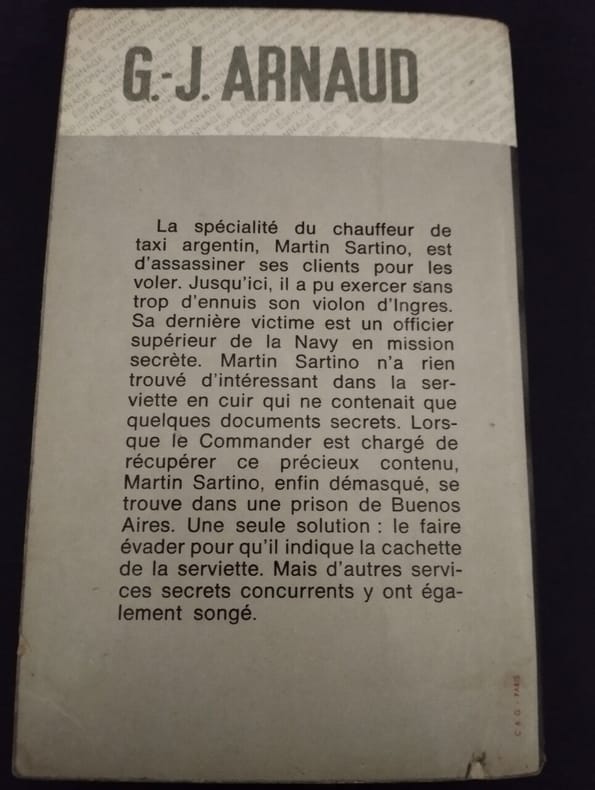 G.-J. ARNAUD
La spécialité du chauffeur de
taxi argentin, Martin Sartino, est
d'assassiner ses clients pour les
voler. Jusqu'ici, il a pu exercer sans
trop d'ennuis son violon d'Ingres.
Sa dernière victime est un officier
supérieur de la Navy en mission
secrète. Martin Sartino n'a rien
trouvé d'intéressant dans la ser-
viette en cuir qui ne contenait que
quelques documents secrets. Lors-
que le Commander est chargé de
récupérer ce précieux contenu,
Martin Sartino, enfin démasqué, se
trouve dans une prison de Buenos
Aires. Une seule solution : le faire
évader pour qu'il indique la cachette
de la serviette. Mais d'autres servi-
ces secrets concurrents y ont éga-
lement songé.
PARIS